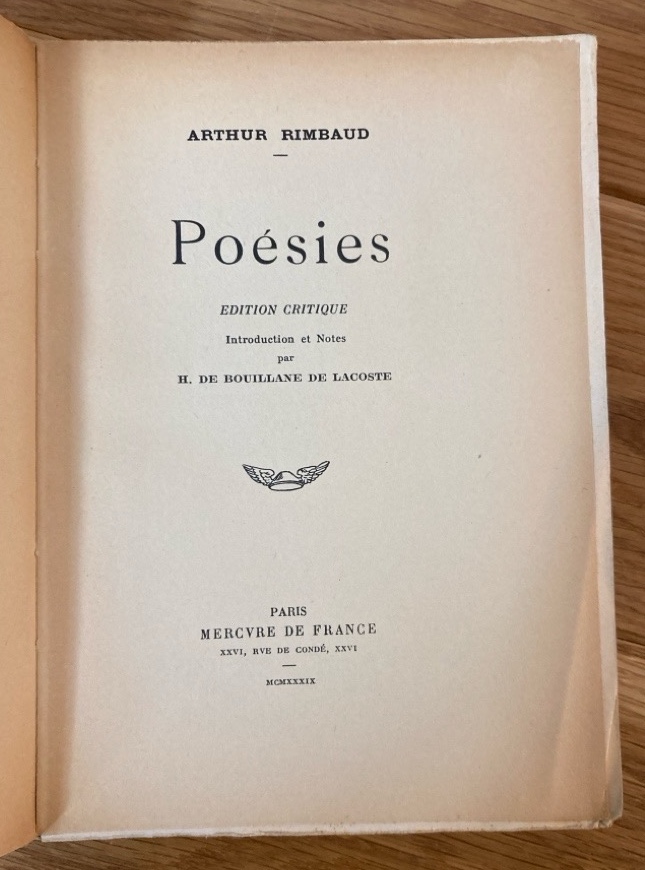 ARTHUR RIMBAUD
Poésies
EDITION CRITIQUE
Introduction et Notes
par
H. DE BOUILLANE DE LACOSTE
PARIS
MERCVRE DE FRANCE
XXVI, RVE DE CONDÉ, XXVI
MCMXXXIX